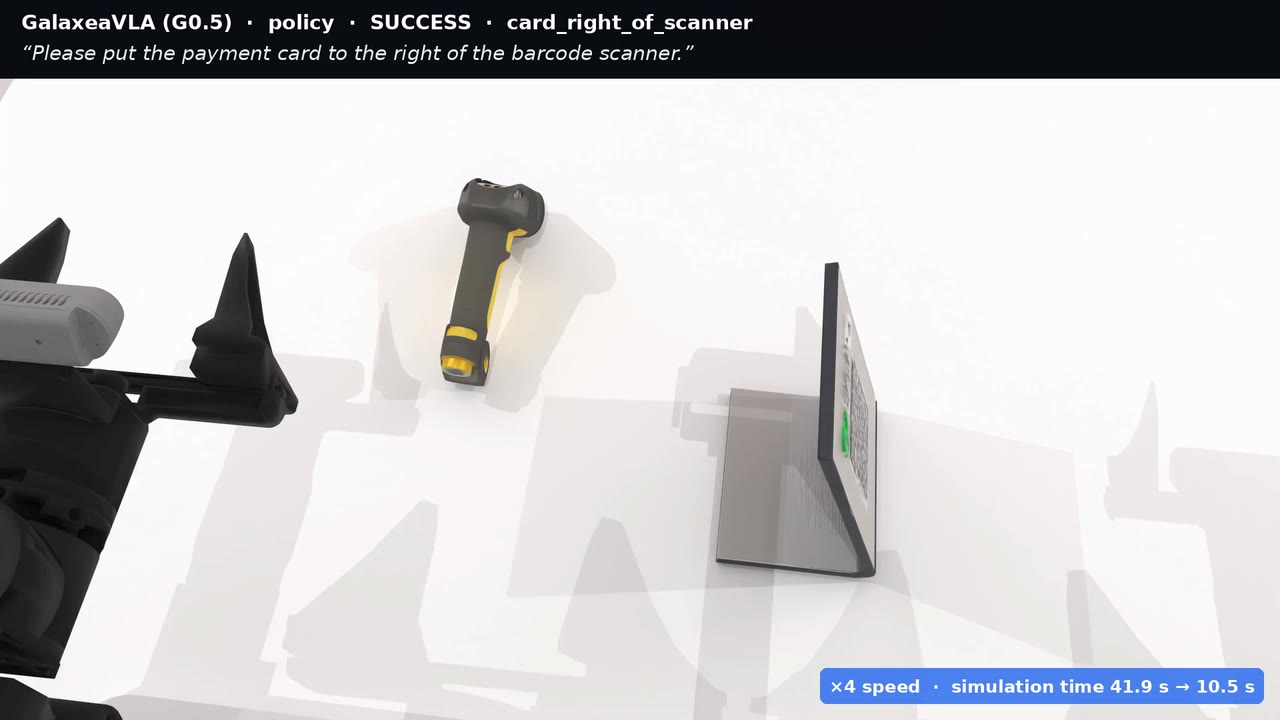 GalaxeaVLA (G0.5)  ·  policy  ·  SUCCESS  ·  card_right_of_scanner
“Please put the payment card to the right of the barcode scanner.”
×4 speed  ·  simulation time 41.9 s → 10.5 s